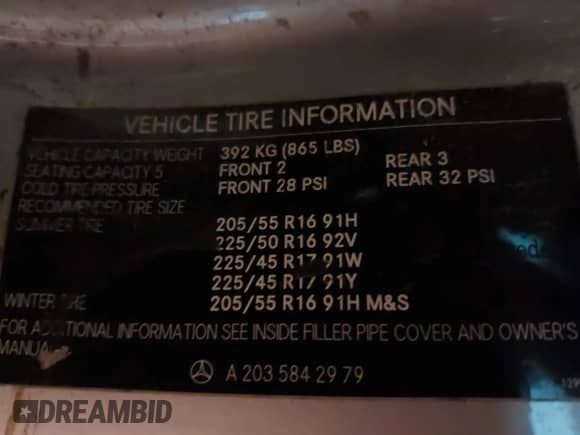 VEHICLE TIRE INFORMATION
VEHICLE CAPACITY WEIGHT 392 KG (865 LBS)
SEATING CAPACITY 5 FRONT 2 REAR 3
COLD TIRE PRESSURE FRONT 28 PSI REAR 32 PSI
RECOMMENDED TIRE SIZE
SUMMER TIRE 205/55 R16 91H
225/50 R16 92V
225/45 R17 91W
225/45 R17 91Y
WINTER TIRE 205/55 R16 91H M&S
FOR ADDITIONAL INFORMATION SEE INSIDE FILLER PIPE COVER AND OWNER'S
MANUAL
A 203 584 29 79
DREAMBID